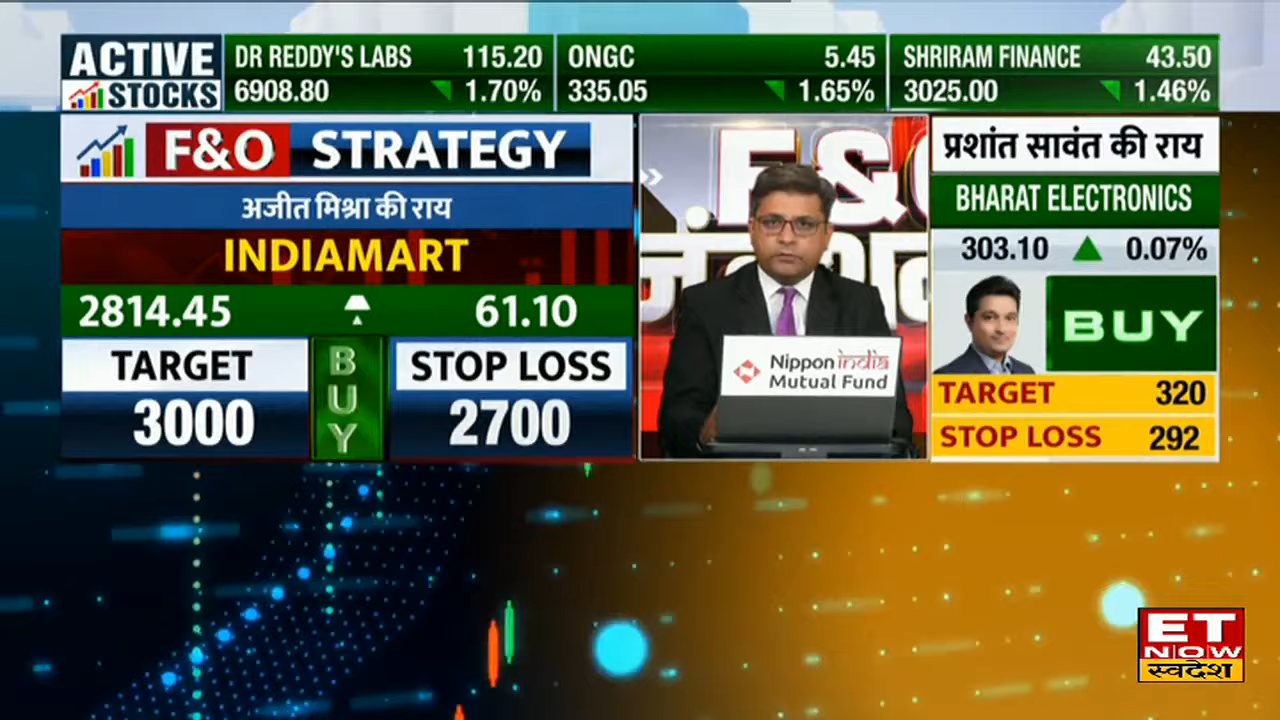 ACTIVE
STOCKS
DR REDDY'S LABS 115.20
6908.80 1.70%
ONGC 5.45
335.05 1.65%
SHRIRAM FINANCE 43.50
3025.00 1.46%
F&O STRATEGY
अजीत मिश्रा की राय
INDIAMART
2814.45 61.10
TARGET
3000
BUY
STOP LOSS
2700
F&O
Nippon india
Mutual Fund
प्रशांत सावंत की राय
BHARAT ELECTRONICS
303.10 0.07%
BUY
TARGET 320
STOP LOSS 292
ET
NOW
स्वदेश